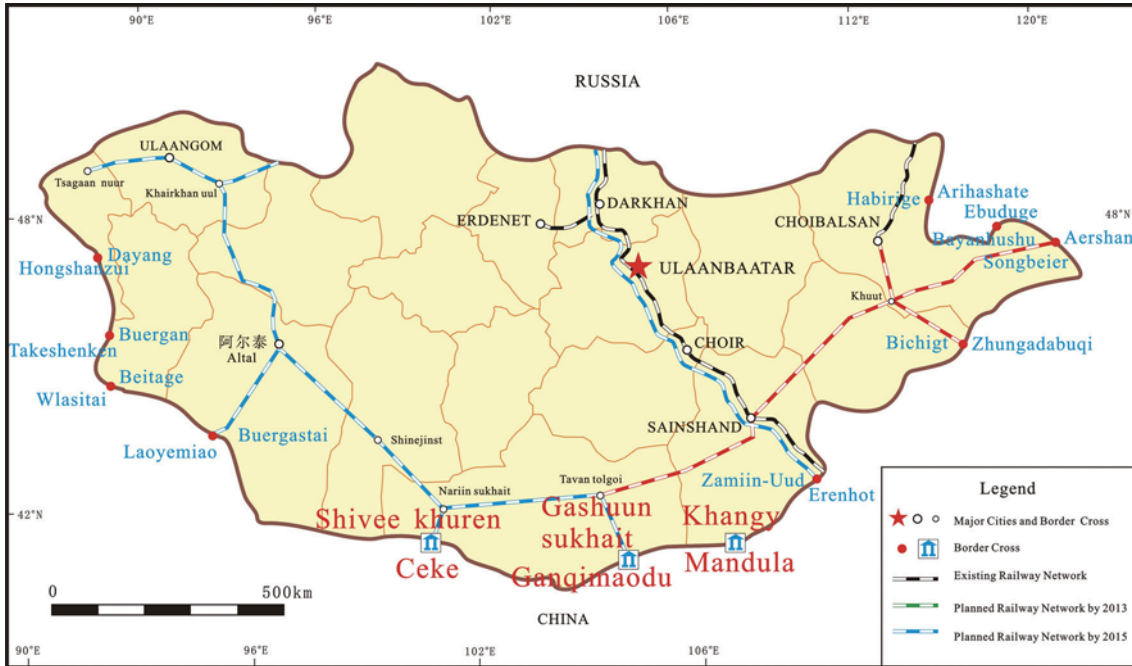 90°E
96°E
102°E
106°E
112°E
120°E
RUSSIA
ULAANGOM
Tsagaan nuur
Khairkhan uul
48°N
ERDENET
DARKHAN
CHOIBALSAN
Habirige
Arihashate
Ebuduge
48°N
Bayanhushu
Aershan
Songbeier
Dayang
Hongshanzui
ULAANBAATAR
Khuut
Buergan
Takeshenken
阿尔泰
Altal
CHOIR
Bichigt
Zhungadabuqi
Beitage
Wlasitai
Laoyemiao
Buergastai
Shinejinst
SAINSHAND
Zamiin-Uud
Erenhot
Nariin sukhait
Tavan tolgoi
42°N
Shivee khuren
Gashuun
sukhait
Khangy
Ceke
Ganqimaodu
Mandula
0
500km
CHINA
Legend
Major Cities and Border Cross
Border Cross
Existing Railway Network
Planned Railway Network by 2013
Planned Railway Network by 2015
90°E
96°E
102°E
106°E